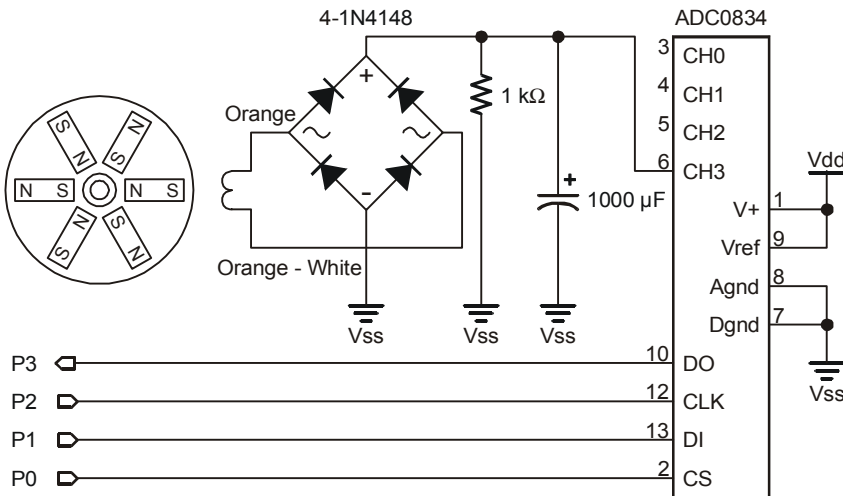 4-1N4148
ADC0834
3 CH0
4 CH1
5 CH2
6 CH3
+
Orange
~ ~
-
Orange - White
1 kΩ
+
1000 µF
Vss
Vss
Vss
Vdd
V+ 1
Vref 9
Agnd 8
Dgnd 7
Vss
S N
N S
S N
N S
N S
S N
P3
10 DO
P2
12 CLK
P1
13 DI
P0
2 CS